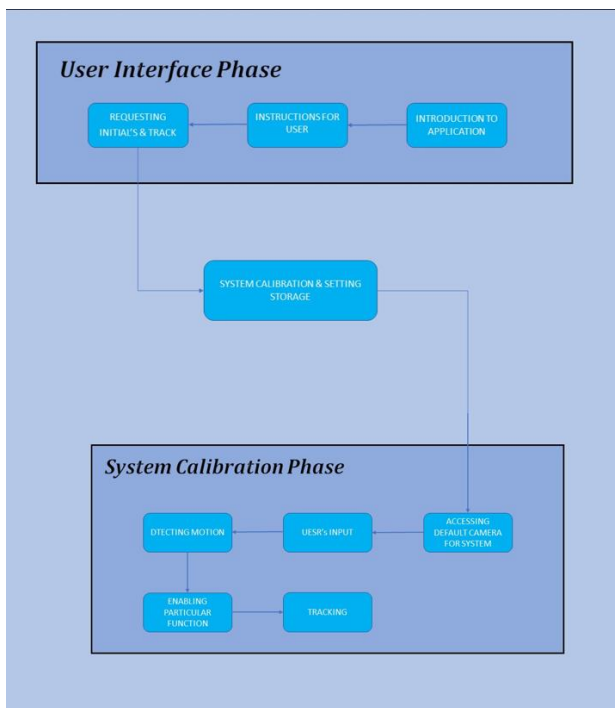 User Interface Phase
REQUESTING
INITIAL'S & TRACK
INSTRUCTIONS FOR
USER
INTRODUCTION TO
APPLICATION
SYSTEM CALIBRATION & SETTING
STORAGE
System Calibration Phase
DTECTING MOTION
UESR's INPUT
ACCESSING
DEFAULT CAMERA
FOR SYSTEM
ENABLING
PARTICULAR
FUNCTION
TRACKING